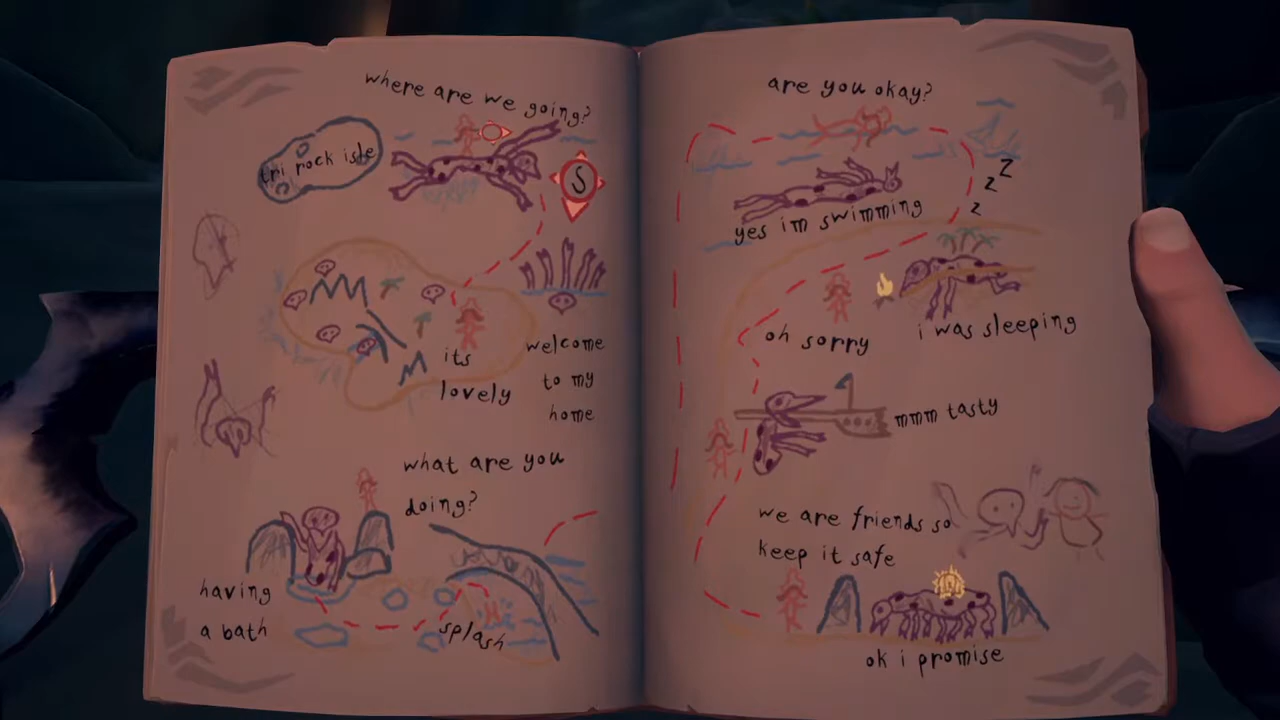 where are we going?
tri rock isle
S
its
lovely
welcome
to my
home
what are you
doing?
having
a bath
splash
are you okay?
z
z
z
yes im swimming
oh sorry
i was sleeping
mmm tasty
we are friends so
keep it safe
ok i promise